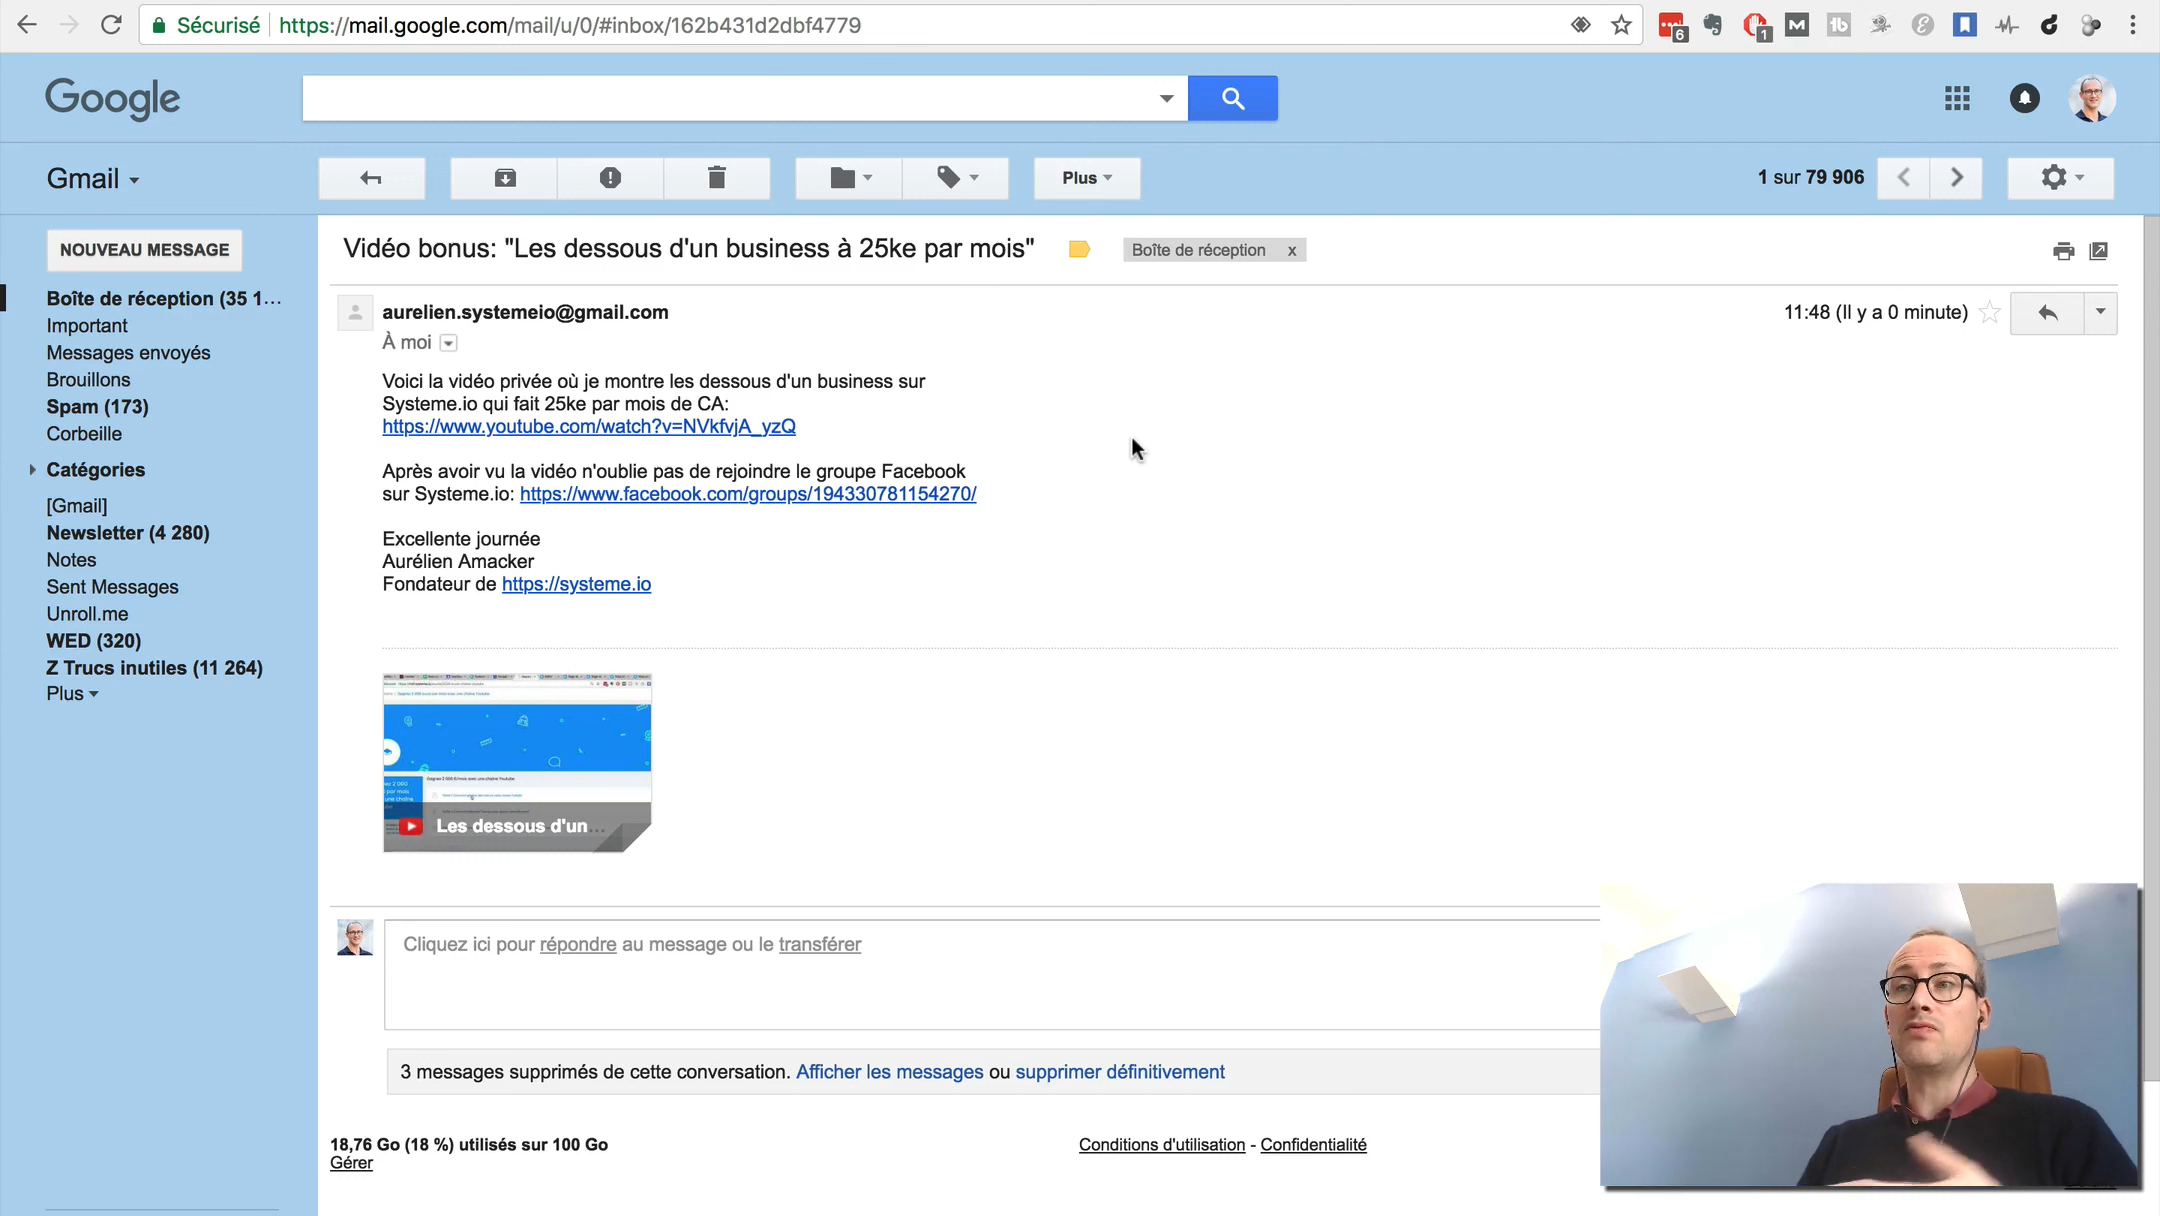 Sécurisé https://mail.google.com/mail/u/0/#inbox/162b431d2dbf4779
6
1
Google
Gmail
Plus
1 sur 79 906
NOUVEAU MESSAGE
Boîte de réception (35 1...
Important
Messages envoyés
Brouillons
Spam (173)
Corbeille
Catégories
[Gmail]
Newsletter (4 280)
Notes
Sent Messages
Unroll.me
WED (320)
Z Trucs inutiles (11 264)
Plus
Vidéo bonus: "Les dessous d'un business à 25ke par mois"
Boîte de réception x
aurelien.systemeio@gmail.com
11:48 (Il y a 0 minute)
À moi
Voici la vidéo privée où je montre les dessous d'un business sur
Systeme.io qui fait 25ke par mois de CA:
https://www.youtube.com/watch?v=NVkfvjA_yzQ
Après avoir vu la vidéo n'oublie pas de rejoindre le groupe Facebook
sur Systeme.io: https://www.facebook.com/groups/194330781154270/
Excellente journée
Aurélien Amacker
Fondateur de https://systeme.io
Les dessous d'un...
Cliquez ici pour répondre au message ou le transférer
3 messages supprimés de cette conversation. Afficher les messages ou supprimer définitivement
18,76 Go (18 %) utilisés sur 100 Go
Gérer
Conditions d'utilisation - Confidentialité